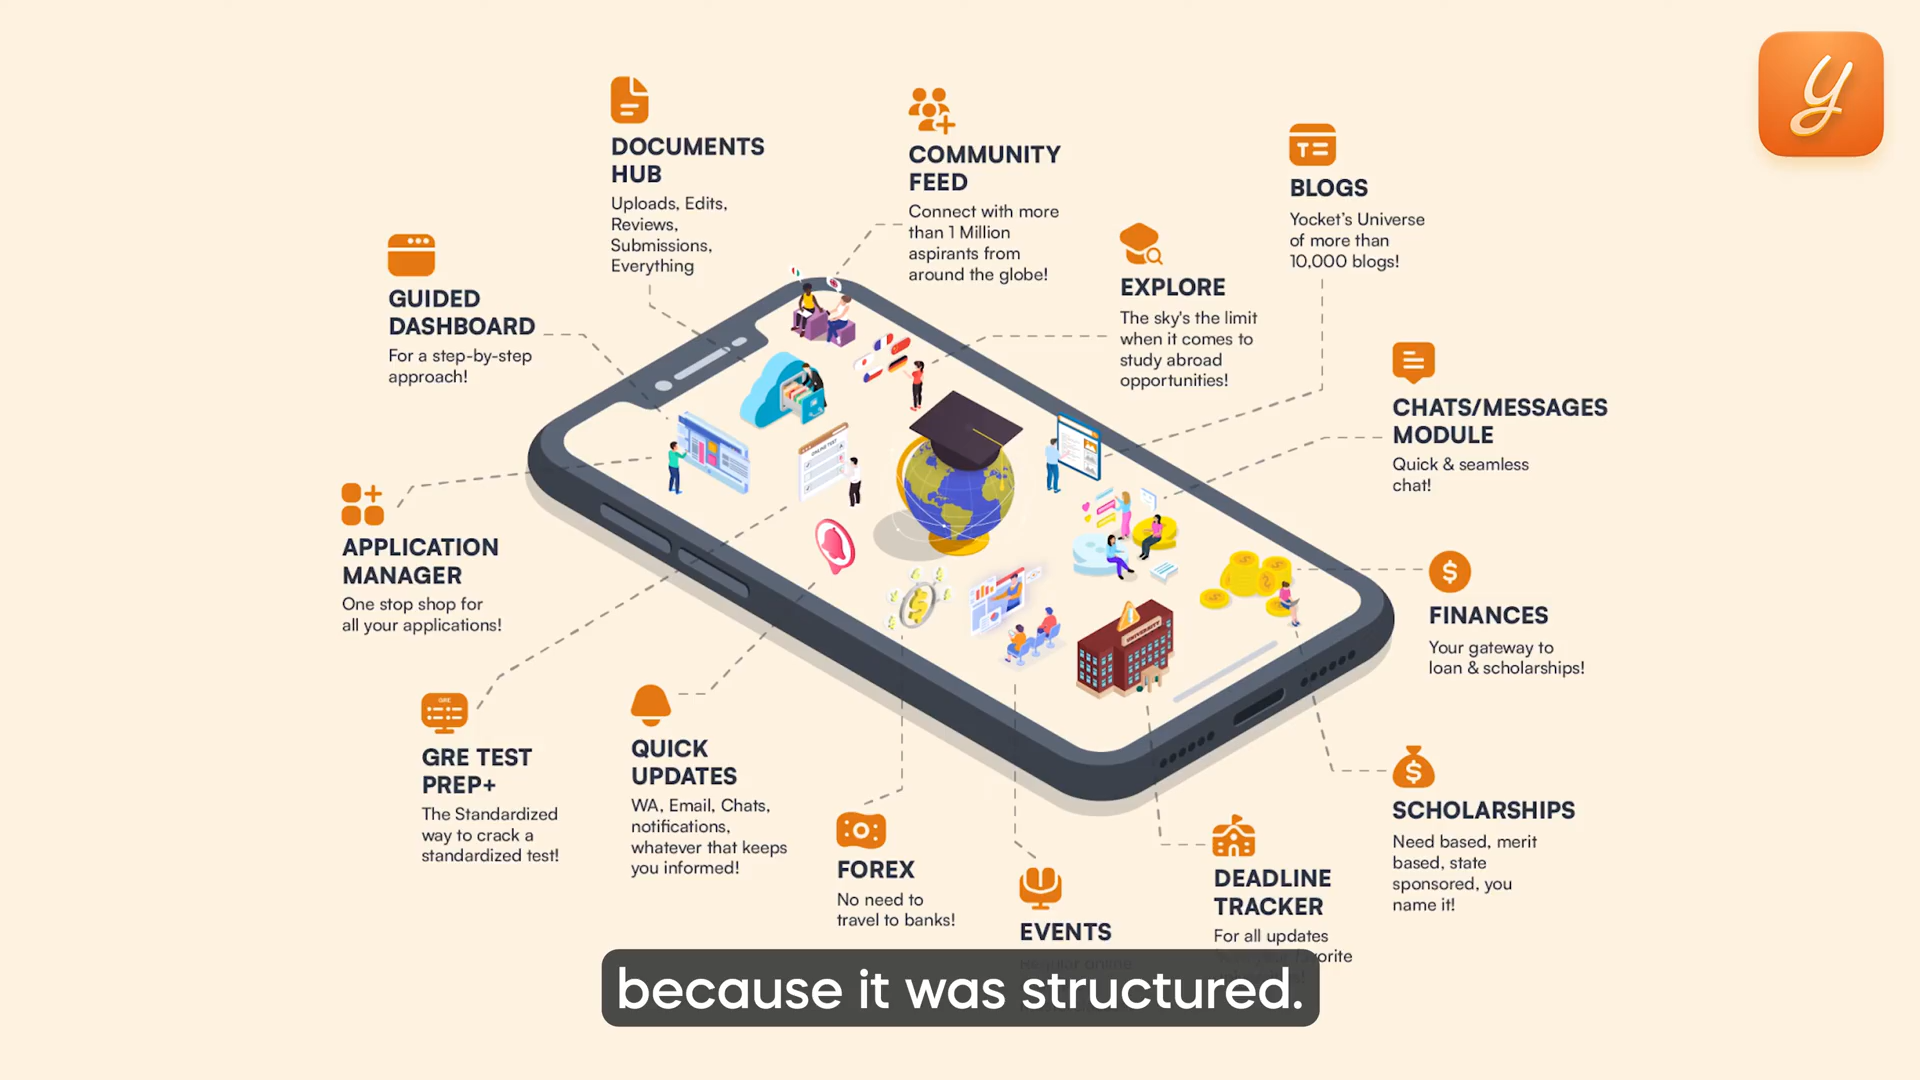 y
DOCUMENTS
HUB
Uploads, Edits,
Reviews,
Submissions,
Everything
COMMUNITY
FEED
Connect with more
than 1 Million
aspirants from
around the globe!
BLOGS
Yocket's Universe
of more than
10,000 blogs!
EXPLORE
The sky's the limit
when it comes to
study abroad
opportunities!
GUIDED
DASHBOARD
For a step-by-step
approach!
CHATS/MESSAGES
MODULE
Quick & seamless
chat!
APPLICATION
MANAGER
One stop shop for
all your applications!
ONLINE TEST
UNIVERSITY
FINANCES
Your gateway to
loan & scholarships!
GRE
GRE TEST
PREP+
The Standardized
way to crack a
standardized test!
QUICK
UPDATES
WA, Email, Chats,
notifications,
whatever that keeps
you informed!
FOREX
No need to
travel to banks!
EVENTS
DEADLINE
TRACKER
For all updates
SCHOLARSHIPS
Need based, merit
based, state
sponsored, you
name it!
because it was structured.